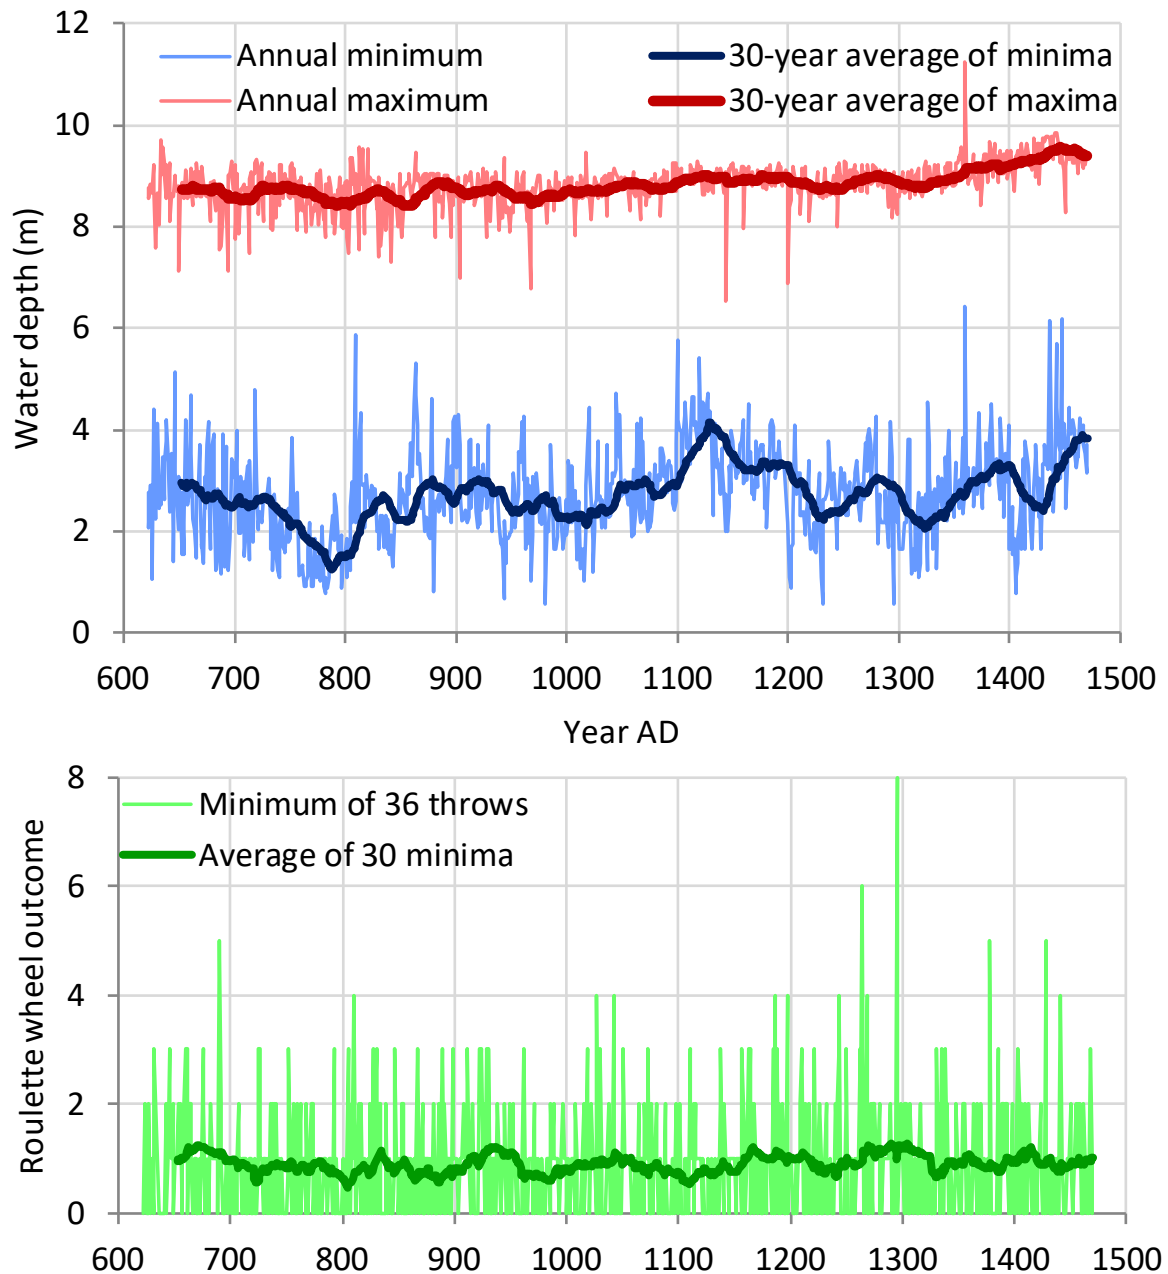 12
10
8
6
4
2
0
Water depth (m)
Annual minimum
30-year average of minima
Annual maximum
30-year average of maxima
600 700 800 900 1000 1100 1200 1300 1400 1500
Year AD
8
6
4
2
0
Roulette wheel outcome
Minimum of 36 throws
Average of 30 minima
600 700 800 900 1000 1100 1200 1300 1400 1500